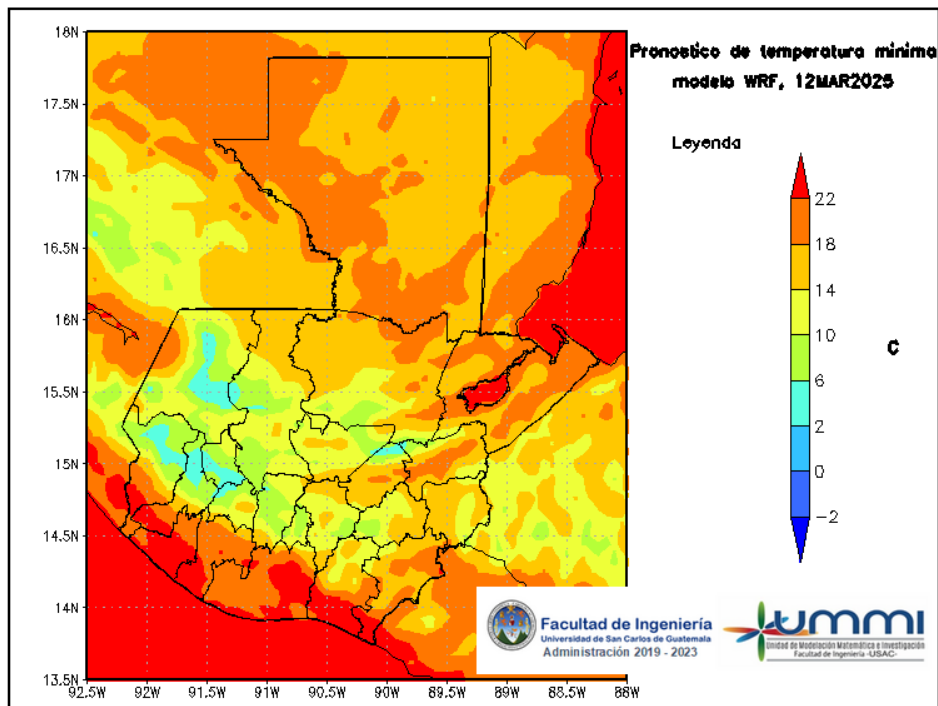 Pronostico de temperatura minima
modelo WRF, 12MAR2025
Leyenda
22
18
14
10
6
2
0
−2
C
18N
17.5N
17N
16.5N
16N
15.5N
15N
14.5N
14N
13.5N
92.5W
92W
91.5W
91W
90.5W
90W
89.5W
89W
88.5W
88W
Facultad de Ingeniería
Universidad de San Carlos de Guatemala
Administración 2019 - 2023
UMMI
Unidad de Modelación Matemática e Investigación
Facultad de Ingeniería -USAC-